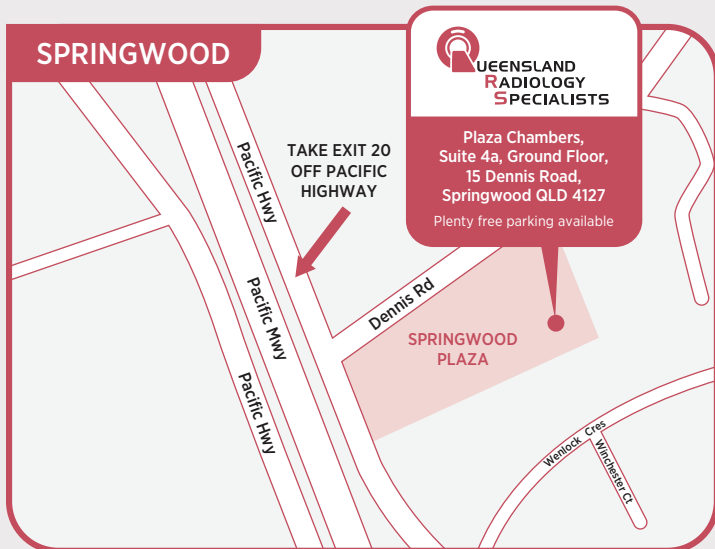 SPRINGWOOD
QUEENSLAND
RADIOLOGY
SPECIALISTS
Plaza Chambers,
Suite 4a, Ground Floor,
15 Dennis Road,
Springwood QLD 4127
Plenty free parking available
TAKE EXIT 20
OFF PACIFIC
HIGHWAY
Pacific Hwy
Pacific Mwy
Pacific Hwy
Dennis Rd
SPRINGWOOD
PLAZA
Wenlock Cres
Winchester Ct